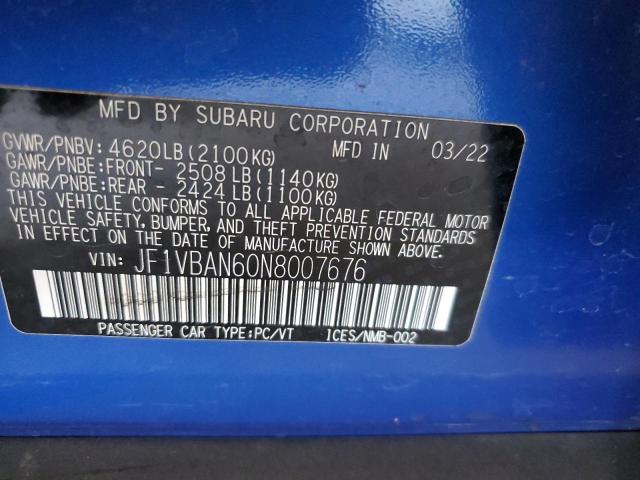 MFD BY SUBARU CORPORATION
GVWR/PNBV: 4620LB(2100KG) MFD IN 03/22
GAWR/PNBE:FRONT- 2508LB(1140KG)
GAWR/PNBE:REAR - 2424LB(1100KG)
THIS VEHICLE CONFORMS TO ALL APPLICABLE FEDERAL MOTOR
VEHICLE SAFETY, BUMPER, AND THEFT PREVENTION STANDARDS
IN EFFECT ON THE DATE OF MANUFACTURE SHOWN ABOVE.
VIN: JF1VBAN60N8007676
PASSENGER CAR TYPE:PC/VT ICES/NMB-002